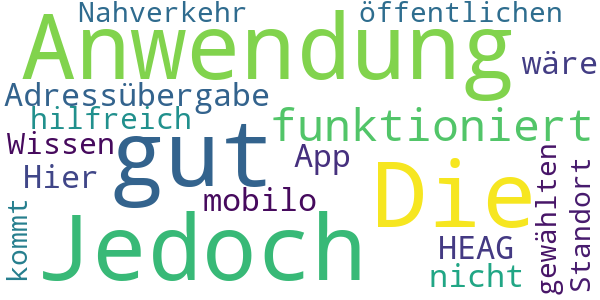 Nahverkehr
öffentlichen
Anwendung
wäre
Adressübergabe
hilfreich
funktioniert
Wissen
gut
App
Hier
Die
mobilo
gewählten
Standort
kommt
Jedoch
HEAG
nicht